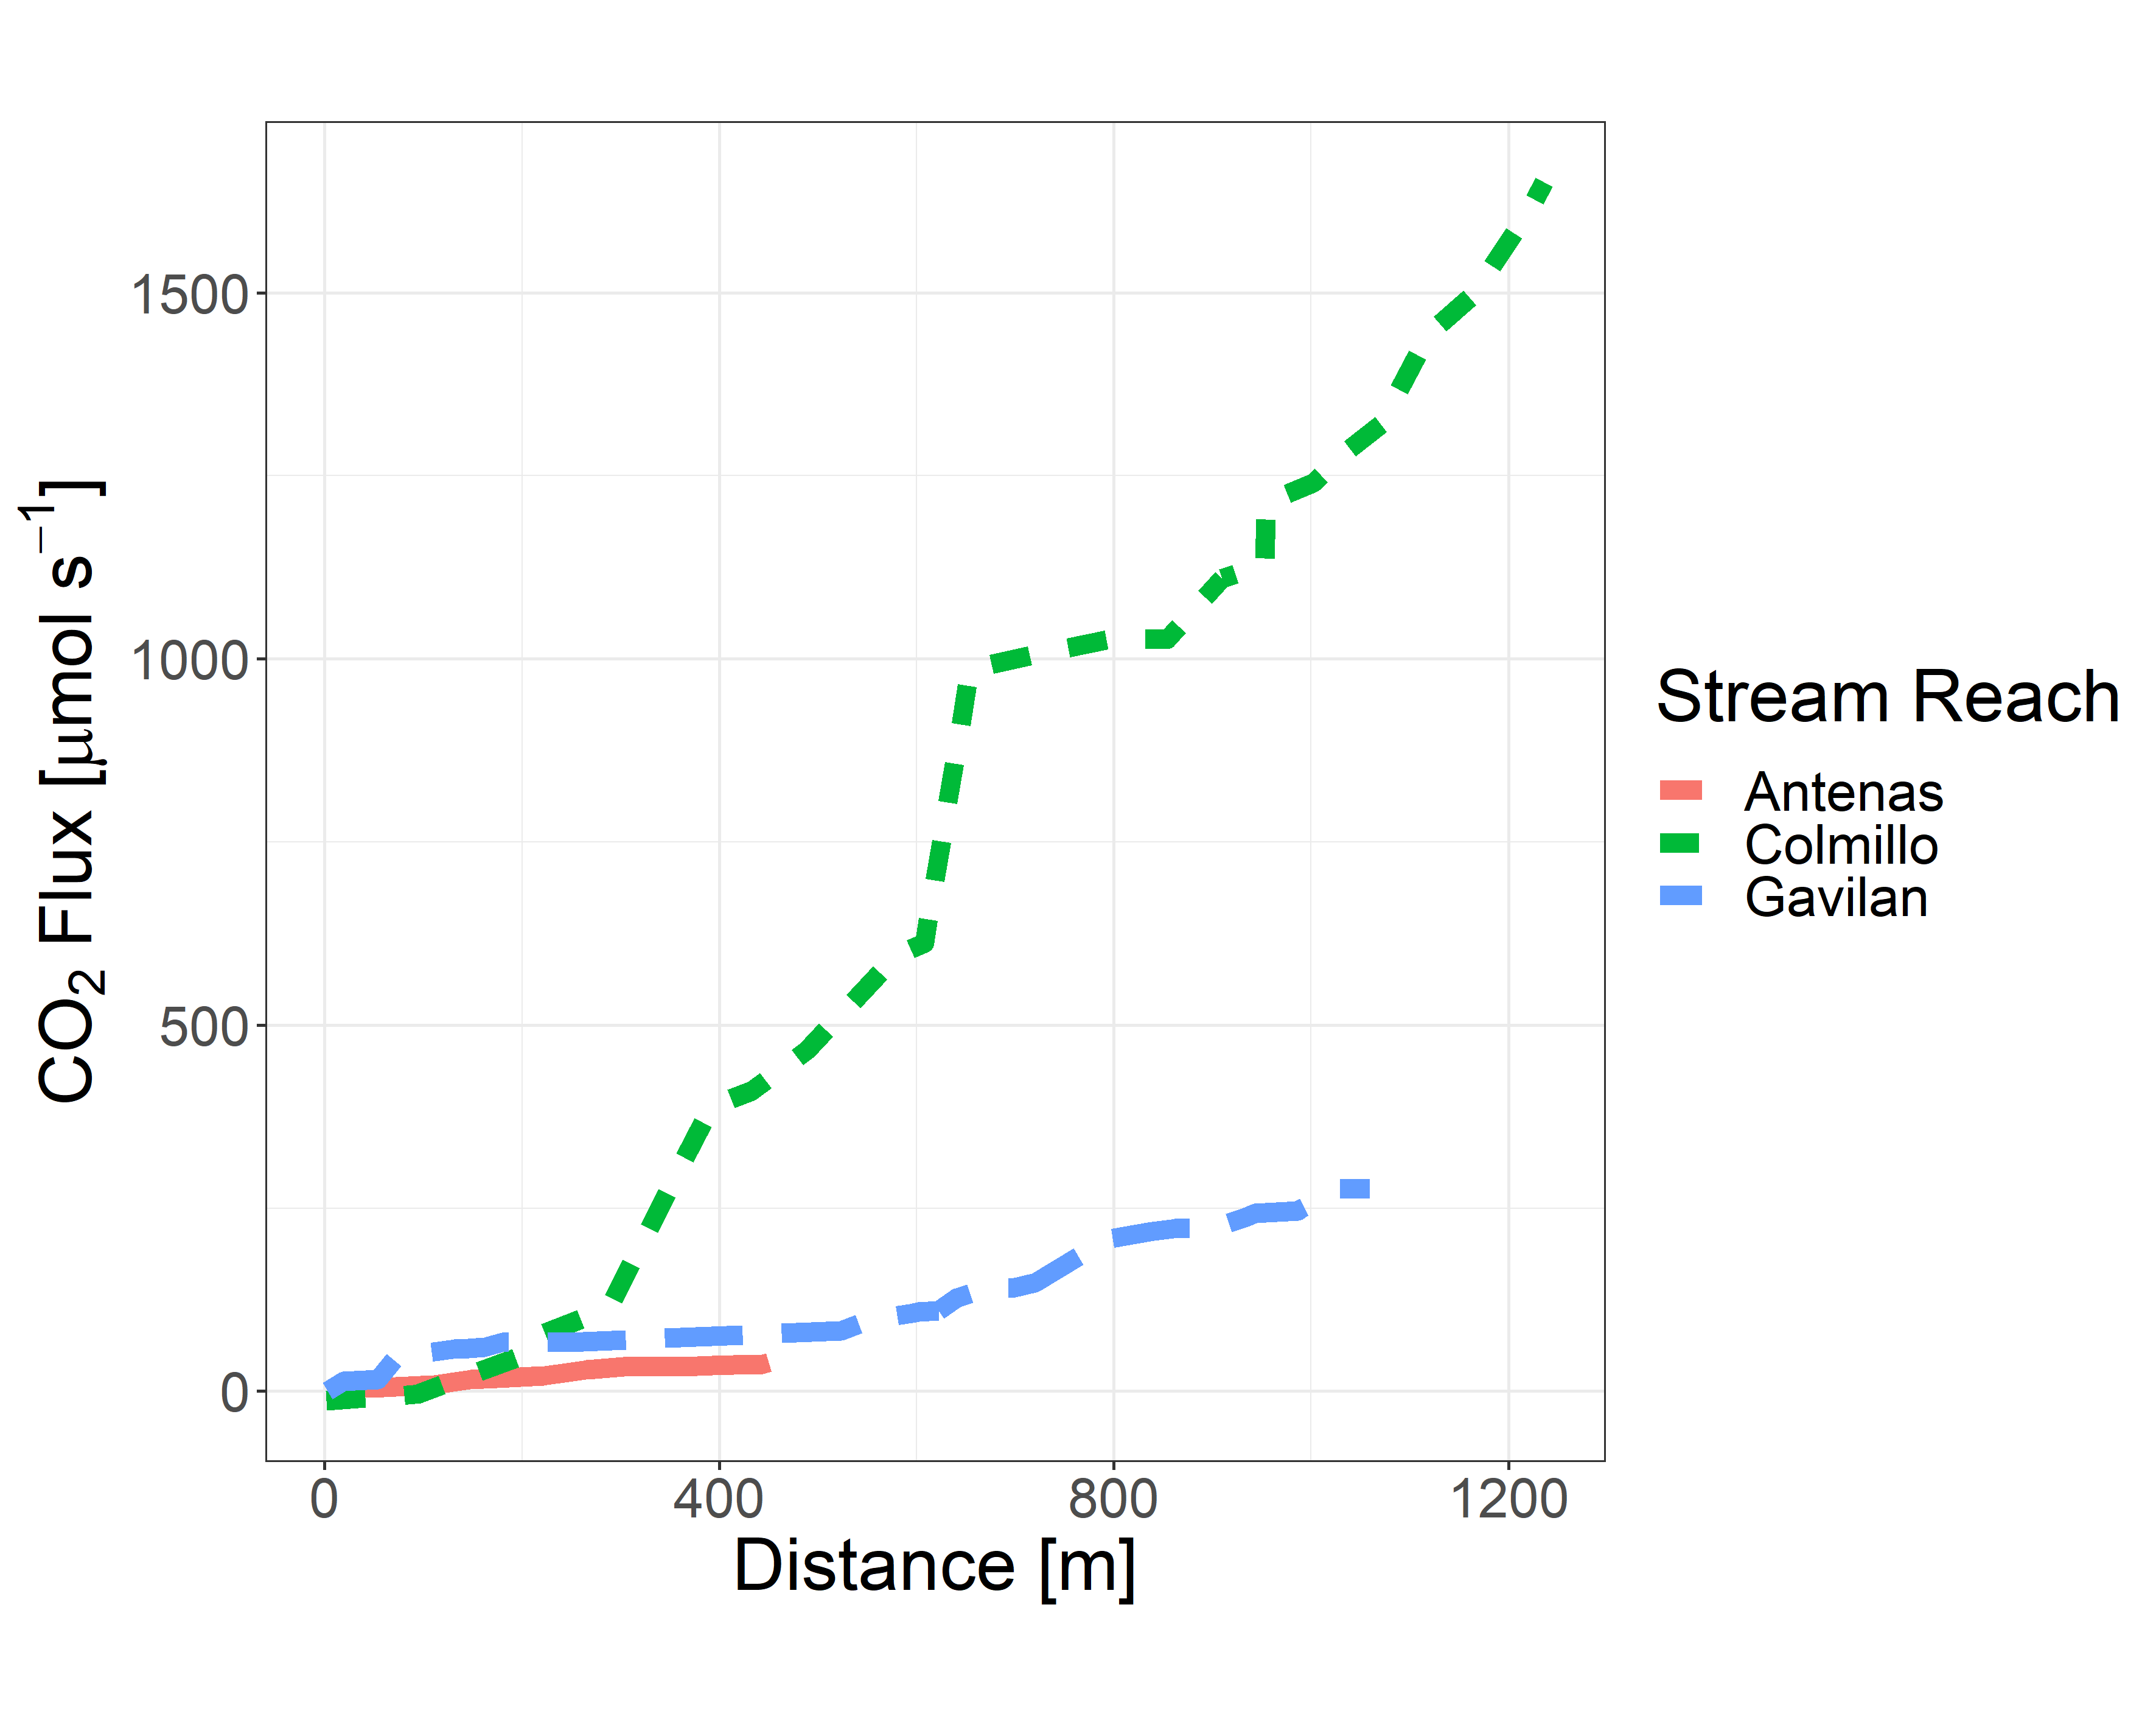 CO₂ Flux [μmol s⁻¹]
1500
1000
500
0
0 400 800 1200
Distance [m]
Stream Reach
Antenas
Colmillo
Gavilan